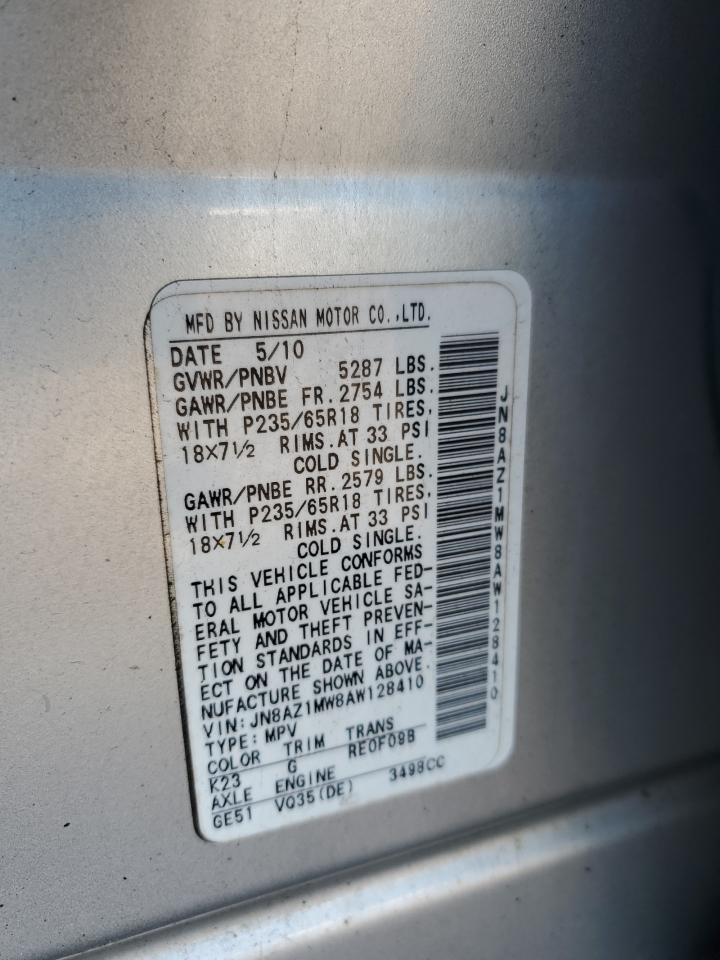 MFD BY NISSAN MOTOR CO.,LTD.
DATE 5/10
GVWR/PNBV 5287 LBS.
GAWR/PNBE FR. 2754 LBS.
WITH P235/65R18 TIRES,
18×7½ RIMS. AT 33 PSI
COLD SINGLE.
GAWR/PNBE RR. 2579 LBS.
WITH P235/65R18 TIRES,
18×7½ RIMS. AT 33 PSI
COLD SINGLE.
THIS VEHICLE CONFORMS
TO ALL APPLICABLE FED-
ERAL MOTOR VEHICLE SA-
FETY AND THEFT PREVEN-
TION STANDARDS IN EFF-
ECT ON THE DATE OF MA-
NUFACTURE SHOWN ABOVE.
VIN: JN8AZ1MW8AW128410
TYPE: MPV
COLOR TRIM TRANS
K23 G RE0F09B
AXLE ENGINE
GE51 VQ35(DE) 3498CC
JN8AZ1MW8AW128410